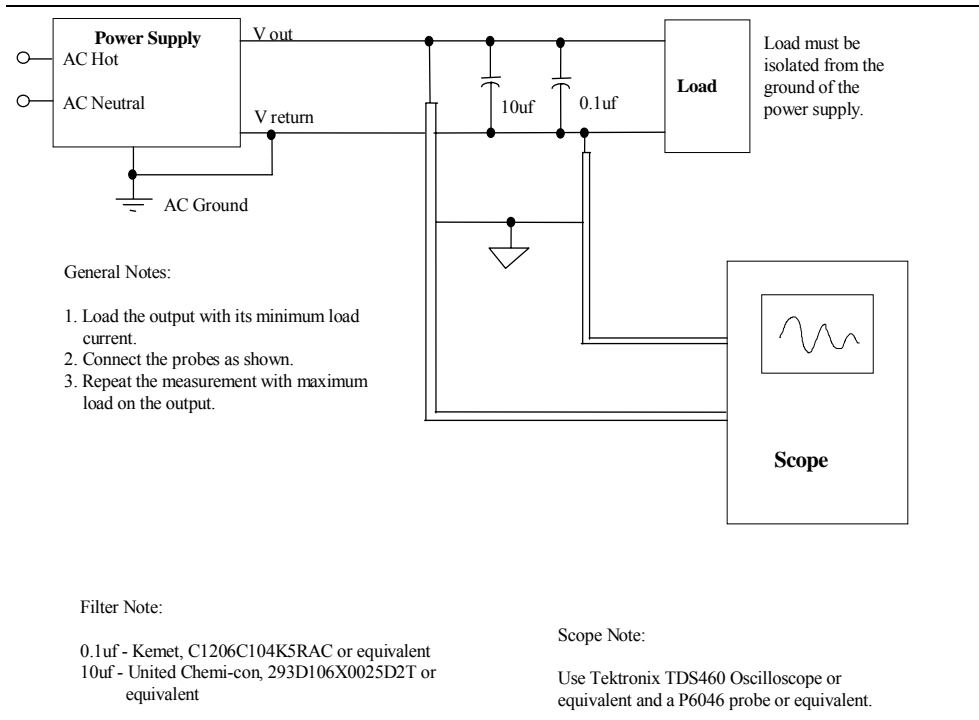 Power Supply
AC Hot
AC Neutral
V out
V return
AC Ground
10uf
0.1uf
Load
Load must be
isolated from the
ground of the
power supply.
General Notes:
1. Load the output with its minimum load
current.
2. Connect the probes as shown.
3. Repeat the measurement with maximum
load on the output.
Scope
Filter Note:
0.1uf - Kemet, C1206C104K5RAC or equivalent
10uf - United Chemi-con, 293D106X0025D2T or
equivalent
Scope Note:
Use Tektronix TDS460 Oscilloscope or
equivalent and a P6046 probe or equivalent.